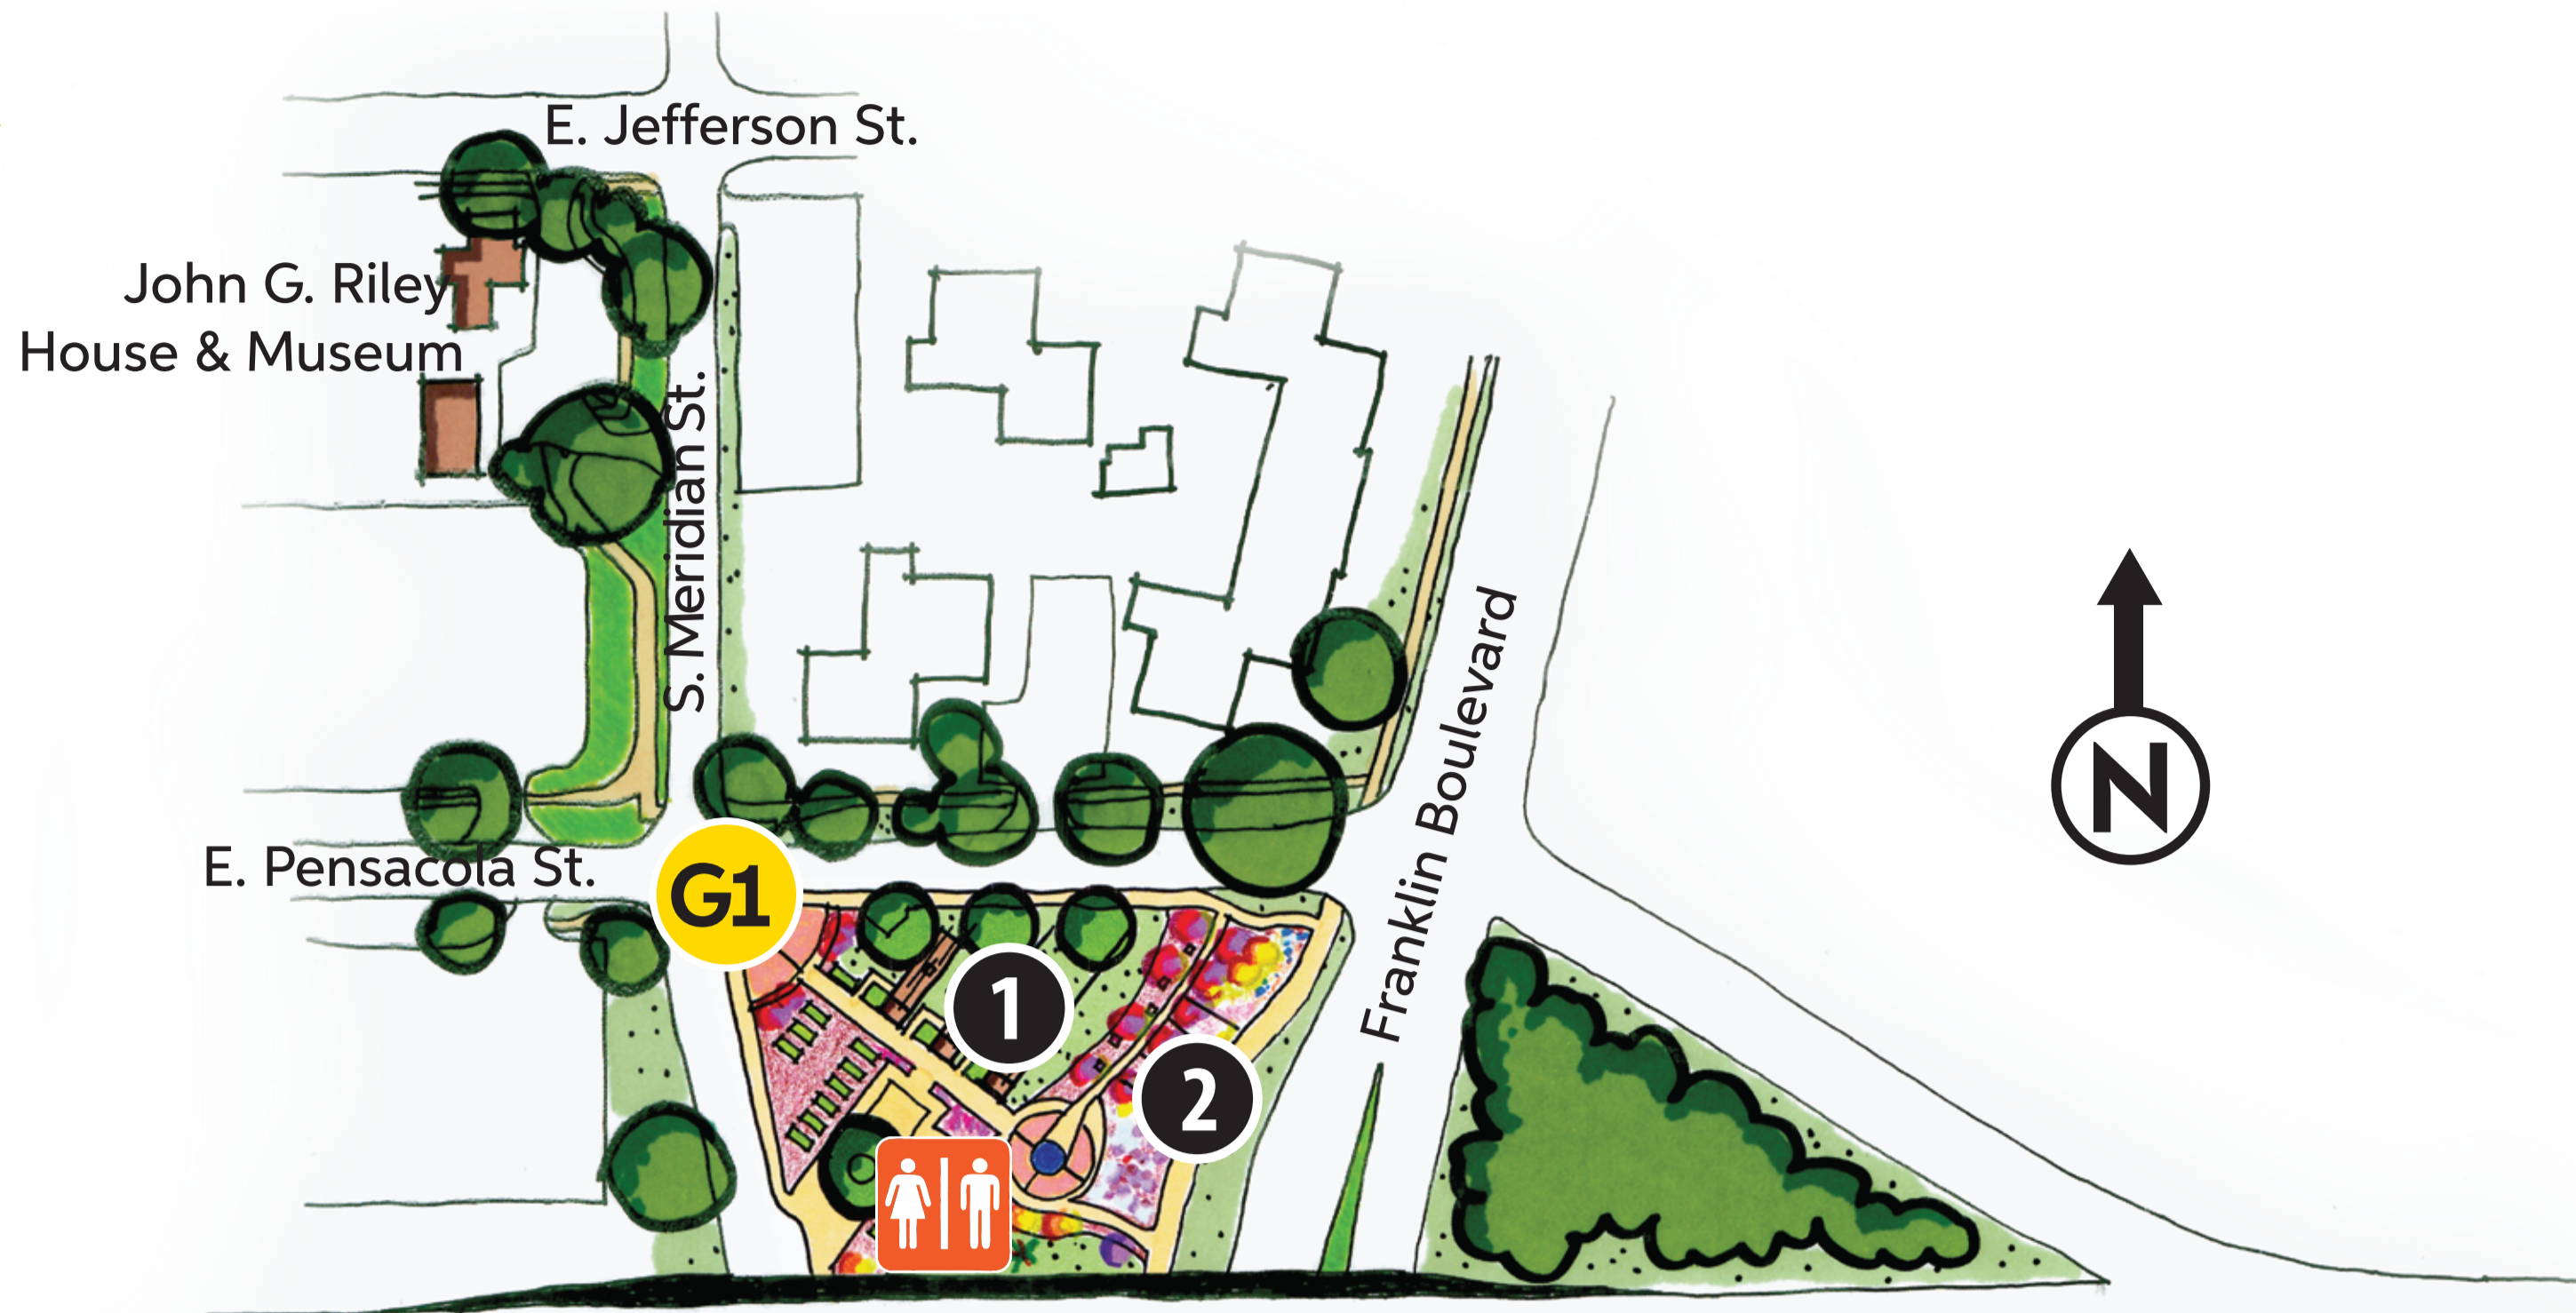 E. Jefferson St.
John G. Riley
House & Museum
S. Meridian St.
Franklin Boulevard
N
E. Pensacola St.
G1
1
2